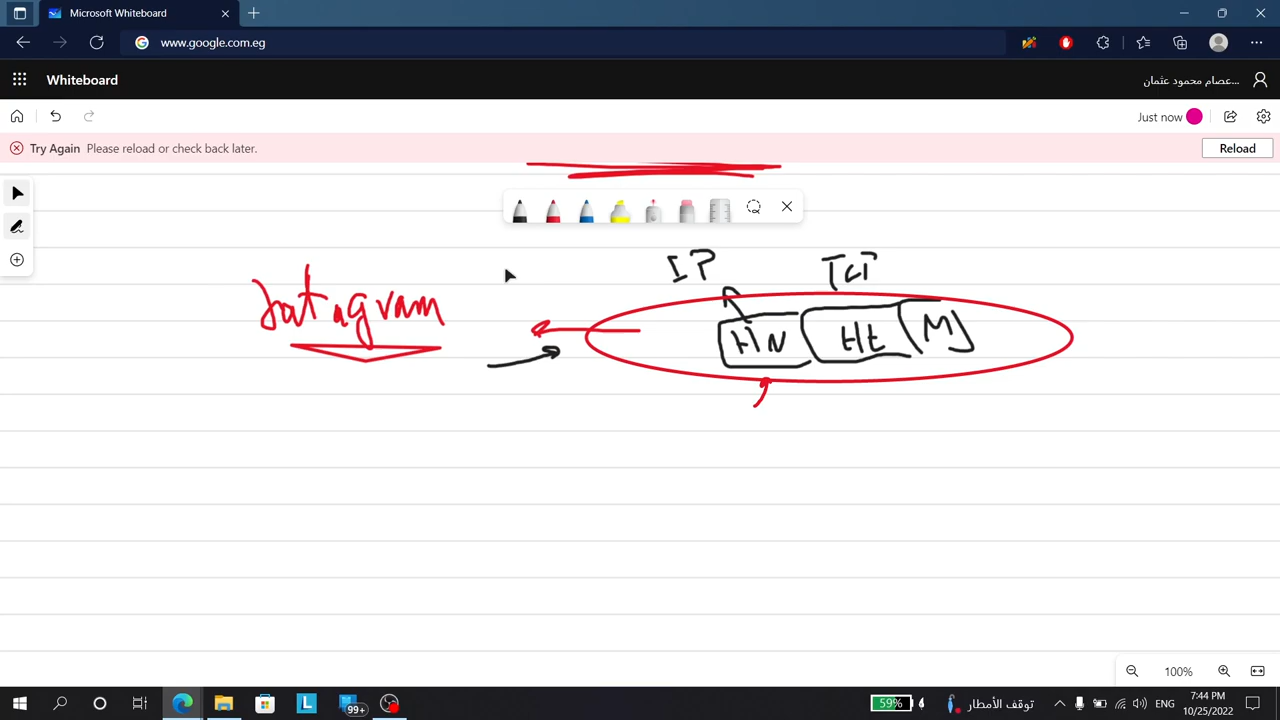 Microsoft Whiteboard
www.google.com.eg
Whiteboard
عصام محمود عثمان...
Just now
Try Again Please reload or check back later.
Reload
IP TCP
Datagram
HN Ht M
100%
99+
59%
توقف الأمطار
ENG
7:44 PM
10/25/2022
L